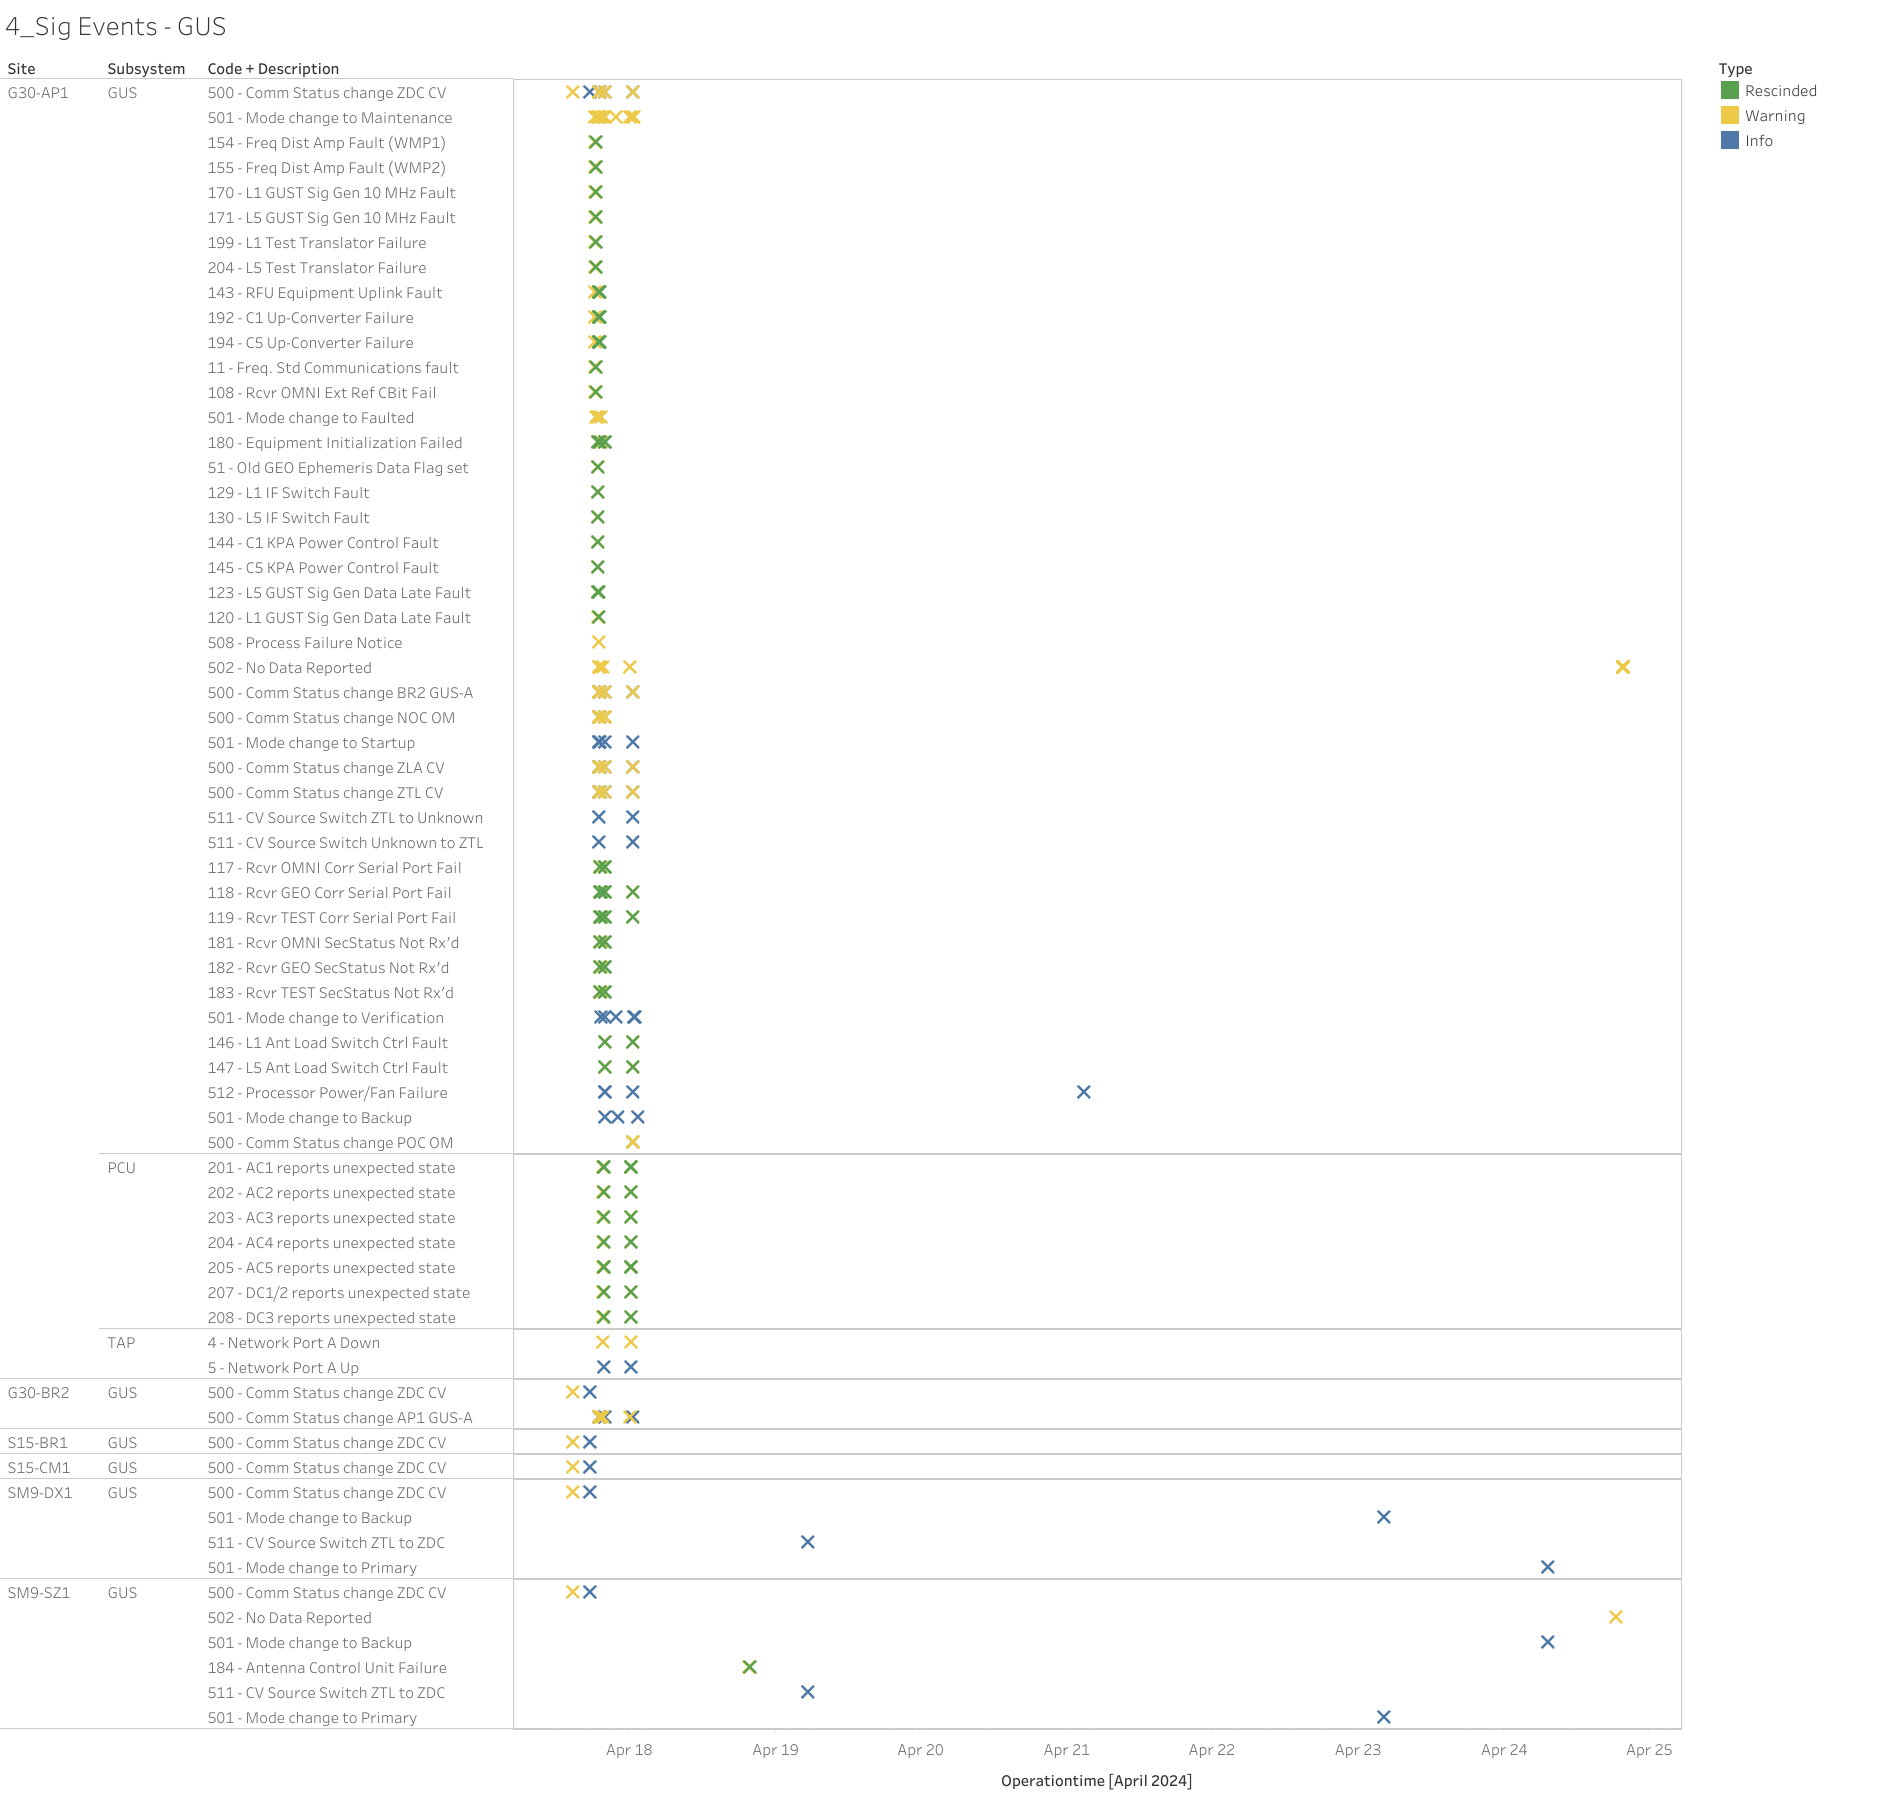 4_Sig Events - GUS
Site Subsystem Code + Description
Type
Rescinded
Warning
Info
G30-AP1 GUS 500 - Comm Status change ZDC CV
501 - Mode change to Maintenance
154 - Freq Dist Amp Fault (WMP1)
155 - Freq Dist Amp Fault (WMP2)
170 - L1 GUST Sig Gen 10 MHz Fault
171 - L5 GUST Sig Gen 10 MHz Fault
199 - L1 Test Translator Failure
204 - L5 Test Translator Failure
143 - RFU Equipment Uplink Fault
192 - C1 Up-Converter Failure
194 - C5 Up-Converter Failure
11 - Freq. Std Communications fault
108 - Rcvr OMNI Ext Ref CBit Fail
501 - Mode change to Faulted
180 - Equipment Initialization Failed
51 - Old GEO Ephemeris Data Flag set
129 - L1 IF Switch Fault
130 - L5 IF Switch Fault
144 - C1 KPA Power Control Fault
145 - C5 KPA Power Control Fault
123 - L5 GUST Sig Gen Data Late Fault
120 - L1 GUST Sig Gen Data Late Fault
508 - Process Failure Notice
502 - No Data Reported
500 - Comm Status change BR2 GUS-A
500 - Comm Status change NOC OM
501 - Mode change to Startup
500 - Comm Status change ZLA CV
500 - Comm Status change ZTL CV
511 - CV Source Switch ZTL to Unknown
511 - CV Source Switch Unknown to ZTL
117 - Rcvr OMNI Corr Serial Port Fail
118 - Rcvr GEO Corr Serial Port Fail
119 - Rcvr TEST Corr Serial Port Fail
181 - Rcvr OMNI SecStatus Not Rx'd
182 - Rcvr GEO SecStatus Not Rx'd
183 - Rcvr TEST SecStatus Not Rx'd
501 - Mode change to Verification
146 - L1 Ant Load Switch Ctrl Fault
147 - L5 Ant Load Switch Ctrl Fault
512 - Processor Power/Fan Failure
501 - Mode change to Backup
500 - Comm Status change POC OM
PCU 201 - AC1 reports unexpected state
202 - AC2 reports unexpected state
203 - AC3 reports unexpected state
204 - AC4 reports unexpected state
205 - AC5 reports unexpected state
207 - DC1/2 reports unexpected state
208 - DC3 reports unexpected state
TAP 4 - Network Port A Down
5 - Network Port A Up
G30-BR2 GUS 500 - Comm Status change ZDC CV
500 - Comm Status change AP1 GUS-A
S15-BR1 GUS 500 - Comm Status change ZDC CV
S15-CM1 GUS 500 - Comm Status change ZDC CV
SM9-DX1 GUS 500 - Comm Status change ZDC CV
501 - Mode change to Backup
511 - CV Source Switch ZTL to ZDC
501 - Mode change to Primary
SM9-SZ1 GUS 500 - Comm Status change ZDC CV
502 - No Data Reported
501 - Mode change to Backup
184 - Antenna Control Unit Failure
511 - CV Source Switch ZTL to ZDC
501 - Mode change to Primary
Apr 18 Apr 19 Apr 20 Apr 21 Apr 22 Apr 23 Apr 24 Apr 25
Operationtime [April 2024]